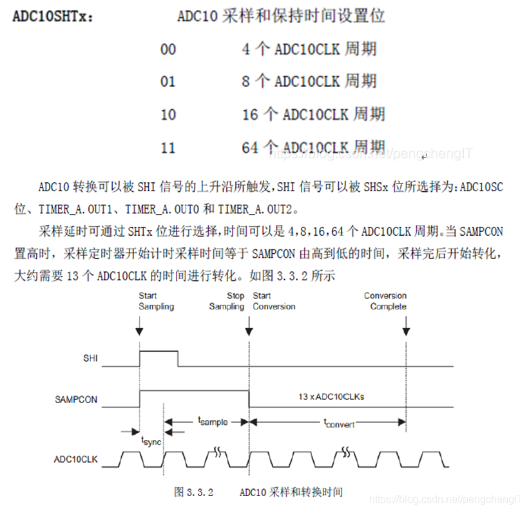 ADC10SHTx： ADC10 采样和保持时间设置位
00 4 个 ADC10CLK 周期
01 8 个 ADC10CLK 周期
10 16 个 ADC10CLK 周期
11 64 个 ADC10CLK 周期
https://blog.csdn.net/pengchengIT
ADC10 转换可以被 SHI 信号的上升沿所触发，SHI 信号可以被 SHSx 位所选择为：ADC10SC
位、TIMER_A.OUT1、TIMER_A.OUT0 和 TIMER_A.OUT2。
采样延时可通过 SHTx 位进行选择，时间可以是 4,8,16,64 个 ADC10CLK 周期。当 SAMPCON
置高时，采样定时器开始计时采样时间等于 SAMPCON 由高到低的时间，采样完后开始转化，
大约需要 13 个 ADC10CLK 的时间进行转化。如图 3.3.2 所示
Start Stop Start Conversion
Sampling Sampling Conversion Complete
SHI
SAMPCON 13 x ADC10CLKs
tsample tconvert
tsync
ADC10CLK
图 3.3.2 ADC10 采样和转换时间
https://blog.csdn.net/pengchengIT